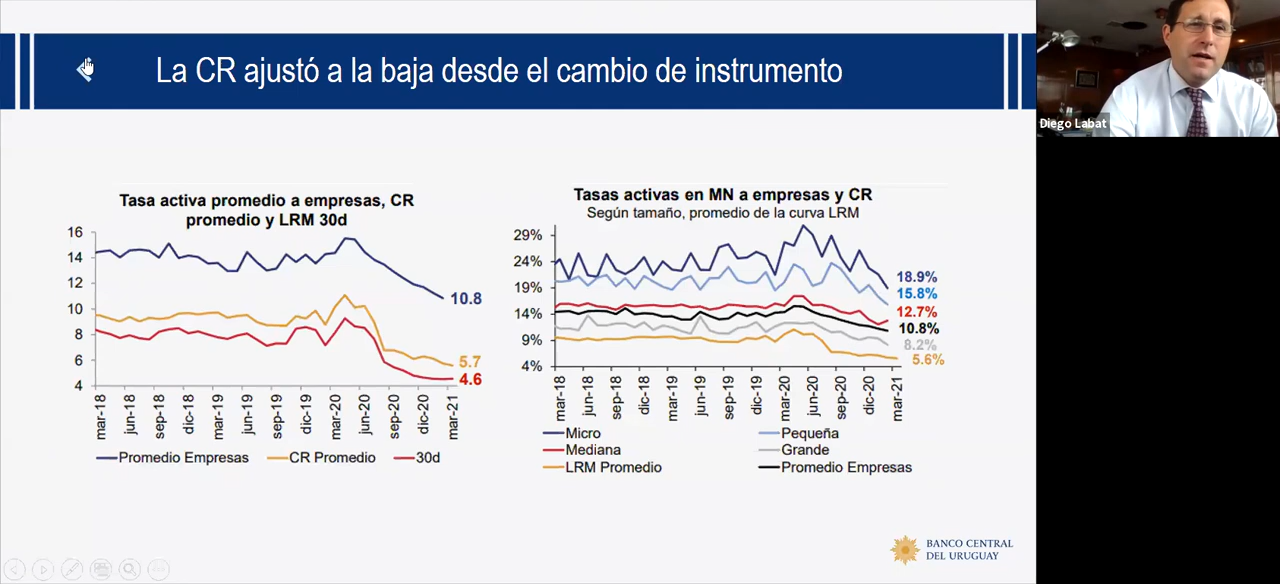 La CR ajustó a la baja desde el cambio de instrumento
Diego Labat
Tasa activa promedio a empresas, CR
promedio y LRM 30d
16
14
12
10
8
6
4
10.8
5.7
4.6
mar-18
jun-18
sep-18
dic-18
mar-19
jun-19
sep-19
dic-19
mar-20
jun-20
sep-20
dic-20
mar-21
Promedio Empresas
CR Promedio
30d
Tasas activas en MN a empresas y CR
Según tamaño, promedio de la curva LRM
29%
24%
19%
14%
9%
4%
18.9%
15.8%
12.7%
10.8%
8.2%
5.6%
mar-18
jun-18
sep-18
dic-18
mar-19
jun-19
sep-19
dic-19
mar-20
jun-20
sep-20
dic-20
mar-21
Micro
Pequeña
Mediana
Grande
LRM Promedio
Promedio Empresas
BANCO CENTRAL
DEL URUGUAY